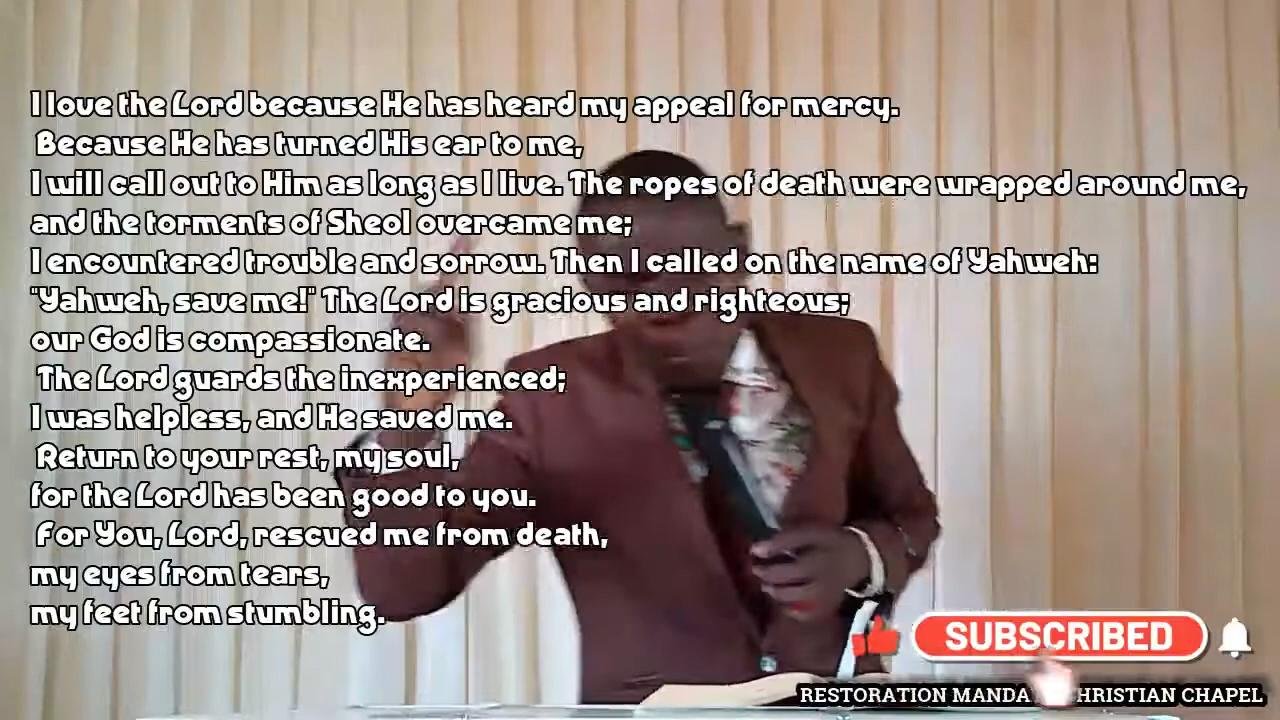 I love the Lord because He has heard my appeal for mercy.
Because He has turned His ear to me,
I will call out to Him as long as I live. The ropes of death were wrapped around me,
and the torments of Sheol overcame me;
I encountered trouble and sorrow. Then I called on the name of Yahweh:
"Yahweh, save me!" The Lord is gracious and righteous;
our God is compassionate.
The Lord guards the inexperienced;
I was helpless, and He saved me.
Return to your rest, my soul,
for the Lord has been good to you.
For You, Lord, rescued me from death,
my eyes from tears,
my feet from stumbling.
SUBSCRIBED
RESTORATION CHAPEL